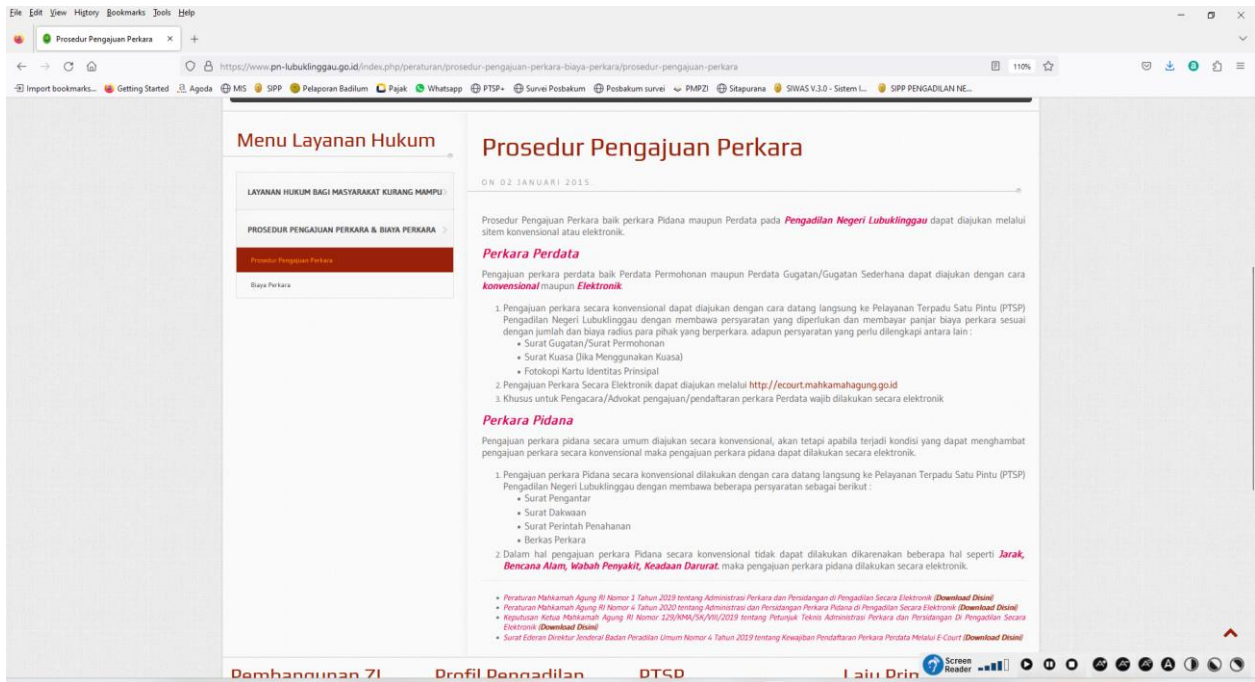 File Edit View History Bookmarks Tools Help
Prosedur Pengajuan Perkara × +
https://www.pn-lubuklinggau.go.id/index.php/peraturan/prosedur-pengajuan-perkara-biaya-perkara/prosedur-pengajuan-perkara 110%
Import bookmarks... Getting Started Agoda MIS SIPP Pelaporan Badilum Pajak Whatsapp PTSP+ Survei Posbakum Posbakum survei PMPZI Sitapurana SIWAS V.3.0 - Sistem I... SIPP PENGADILAN NE...
Menu Layanan Hukum
LAYANAN HUKUM BAGI MASYARAKAT KURANG MAMPU
PROSEDUR PENGAJUAN PERKARA & BIAYA PERKARA
Prosedur Pengajuan Perkara
Biaya Perkara
Prosedur Pengajuan Perkara
ON 02 JANUARI 2015.
Prosedur Pengajuan Perkara baik perkara Pidana maupun Perdata pada Pengadilan Negeri Lubuklinggau dapat diajukan melalui
sitem konvensional atau elektronik.
Perkara Perdata
Pengajuan perkara perdata baik Perdata Permohonan maupun Perdata Gugatan/Gugatan Sederhana dapat diajukan dengan cara
konvensional maupun Elektronik.
1. Pengajuan perkara secara konvensional dapat diajukan dengan cara datang langsung ke Pelayanan Terpadu Satu Pintu (PTSP)
Pengadilan Negeri Lubuklinggau dengan membawa persyaratan yang diperlukan dan membayar panjar biaya perkara sesuai
dengan jumlah dan biaya radius para pihak yang berperkara. adapun persyaratan yang perlu dilengkapi antara lain :
• Surat Gugatan/Surat Permohonan
• Surat Kuasa (Jika Menggunakan Kuasa)
• Fotokopi Kartu Identitas Prinsipal
2. Pengajuan Perkara Secara Elektronik dapat diajukan melalui http://ecourt.mahkamahagung.go.id
3. Khusus untuk Pengacara/Advokat pengajuan/pendaftaran perkara Perdata wajib dilakukan secara elektronik
Perkara Pidana
Pengajuan perkara pidana secara umum diajukan secara konvensional, akan tetapi apabila terjadi kondisi yang dapat menghambat
pengajuan perkara secara konvensional maka pengajuan perkara pidana dapat dilakukan secara elektronik.
1. Pengajuan perkara Pidana secara konvensional dilakukan dengan cara datang langsung ke Pelayanan Terpadu Satu Pintu (PTSP)
Pengadilan Negeri Lubuklinggau dengan membawa beberapa persyaratan sebagai berikut :
• Surat Pengantar
• Surat Dakwaan
• Surat Perintah Penahanan
• Berkas Perkara
2. Dalam hal pengajuan perkara Pidana secara konvensional tidak dapat dilakukan dikarenakan beberapa hal seperti Jarak,
Bencana Alam, Wabah Penyakit, Keadaan Darurat. maka pengajuan perkara pidana dilakukan secara elektronik.
• Peraturan Mahkamah Agung RI Nomor 1 Tahun 2019 tentang Administrasi Perkara dan Persidangan di Pengadilan Secara Elektronik (Download Disini)
• Peraturan Mahkamah Agung RI Nomor 4 Tahun 2020 tentang Administrasi dan Persidangan Perkara Pidana di Pengadilan Secara Elektronik (Download Disini)
• Keputusan Ketua Mahkamah Agung RI Nomor 129/KMA/SK/VIII/2019 tentang Petunjuk Teknis Administrasi Perkara dan Persidangan Di Pengadilan Secara
Elektronik (Download Disini)
• Surat Ederan Direktur Jenderal Badan Peradilan Umum Nomor 4 Tahun 2019 tentang Kewajiban Pendaftaran Perkara Perdata Melalui E-Court (Download Disini)
Pembangunan ZI Profil Pengadilan PTSP Laju Prin
Screen
Reader